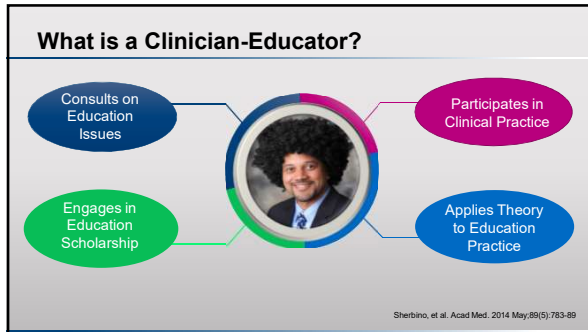 What is a Clinician-Educator?
Consults on
Education
Issues
Participates in
Clinical Practice
Engages in
Education
Scholarship
Applies Theory
to Education
Practice
Sherbino, et al. Acad Med. 2014 May;89(5):783-89